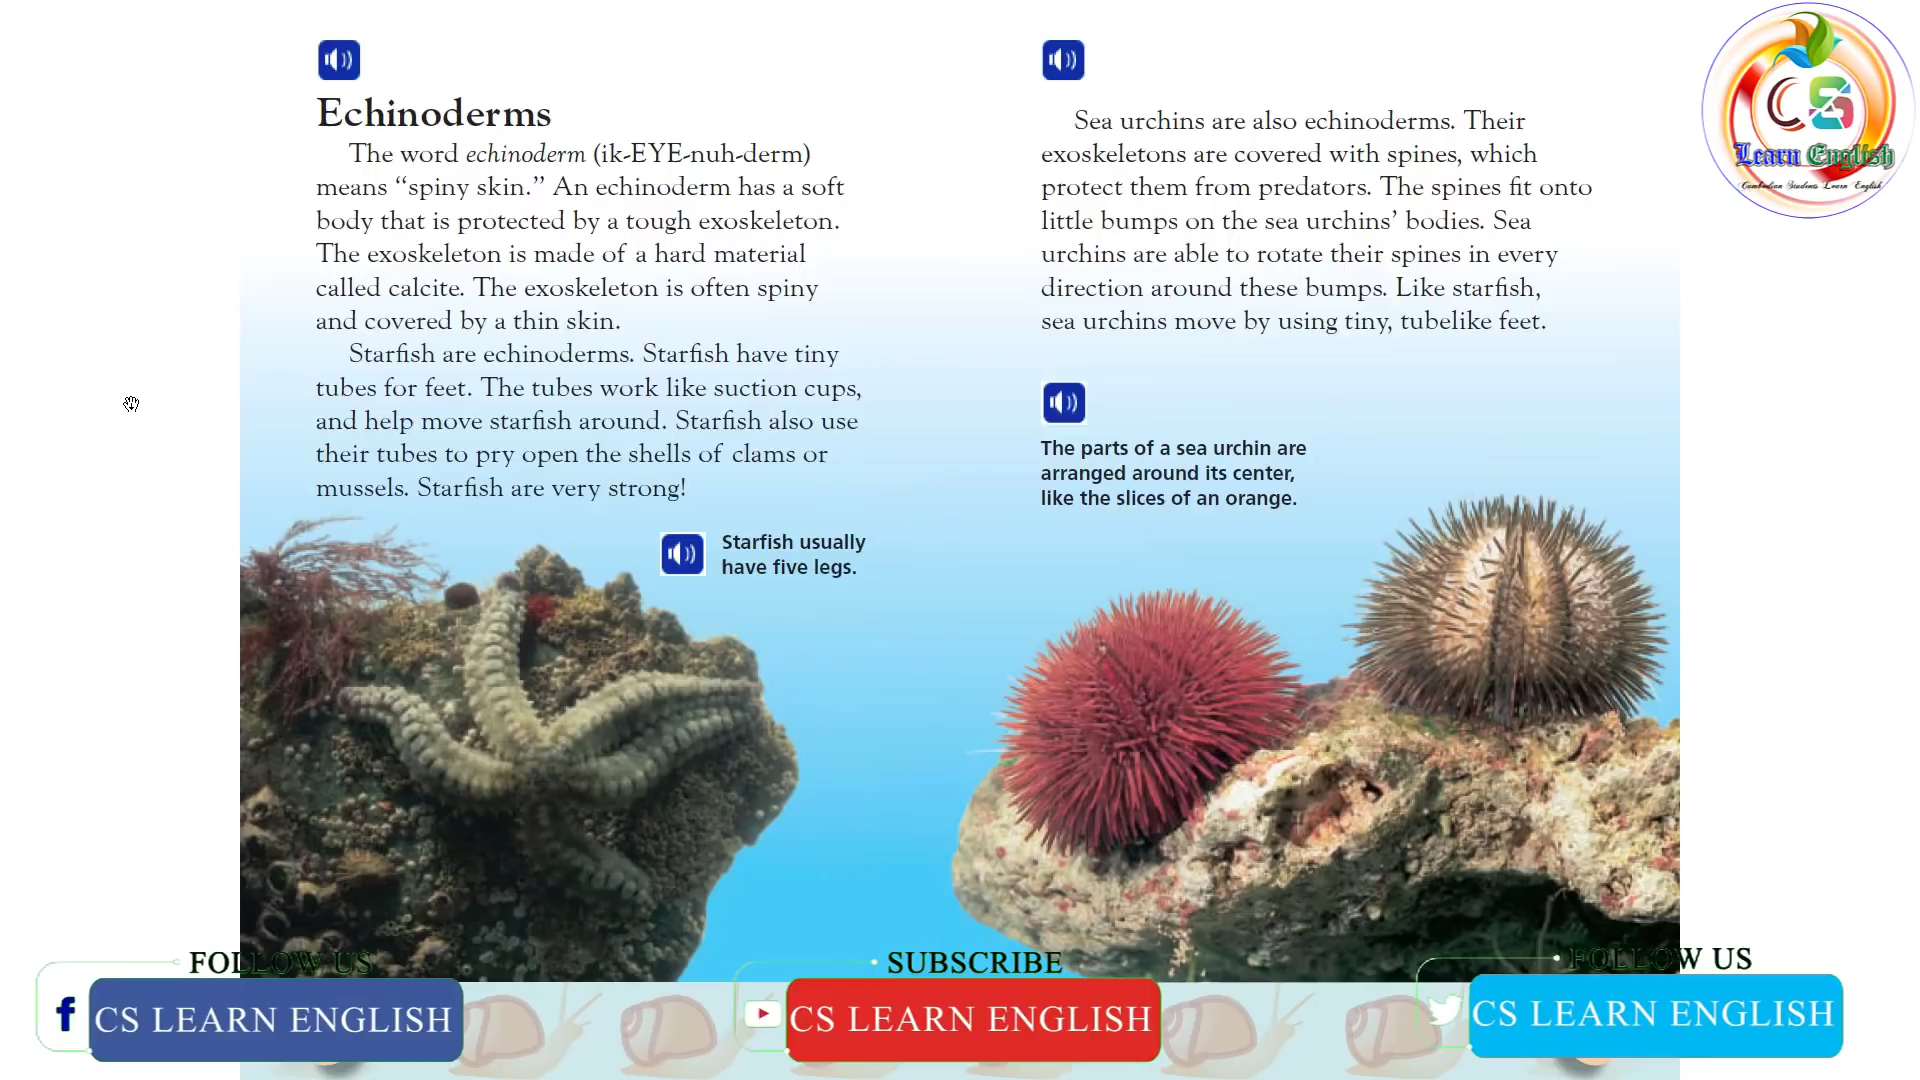 Echinoderms
The word echinoderm (ik-EYE-nuh-derm)
means “spiny skin.” An echinoderm has a soft
body that is protected by a tough exoskeleton.
The exoskeleton is made of a hard material
called calcite. The exoskeleton is often spiny
and covered by a thin skin.
Starfish are echinoderms. Starfish have tiny
tubes for feet. The tubes work like suction cups,
and help move starfish around. Starfish also use
their tubes to pry open the shells of clams or
mussels. Starfish are very strong!
Starfish usually
have five legs.
Sea urchins are also echinoderms. Their
exoskeletons are covered with spines, which
protect them from predators. The spines fit onto
little bumps on the sea urchins’ bodies. Sea
urchins are able to rotate their spines in every
direction around these bumps. Like starfish,
sea urchins move by using tiny, tubelike feet.
The parts of a sea urchin are
arranged around its center,
like the slices of an orange.
CS
Learn English
Cambodian Students Learn English
FOLLOW US
f CS LEARN ENGLISH
SUBSCRIBE
CS LEARN ENGLISH
FOLLOW US
CS LEARN ENGLISH